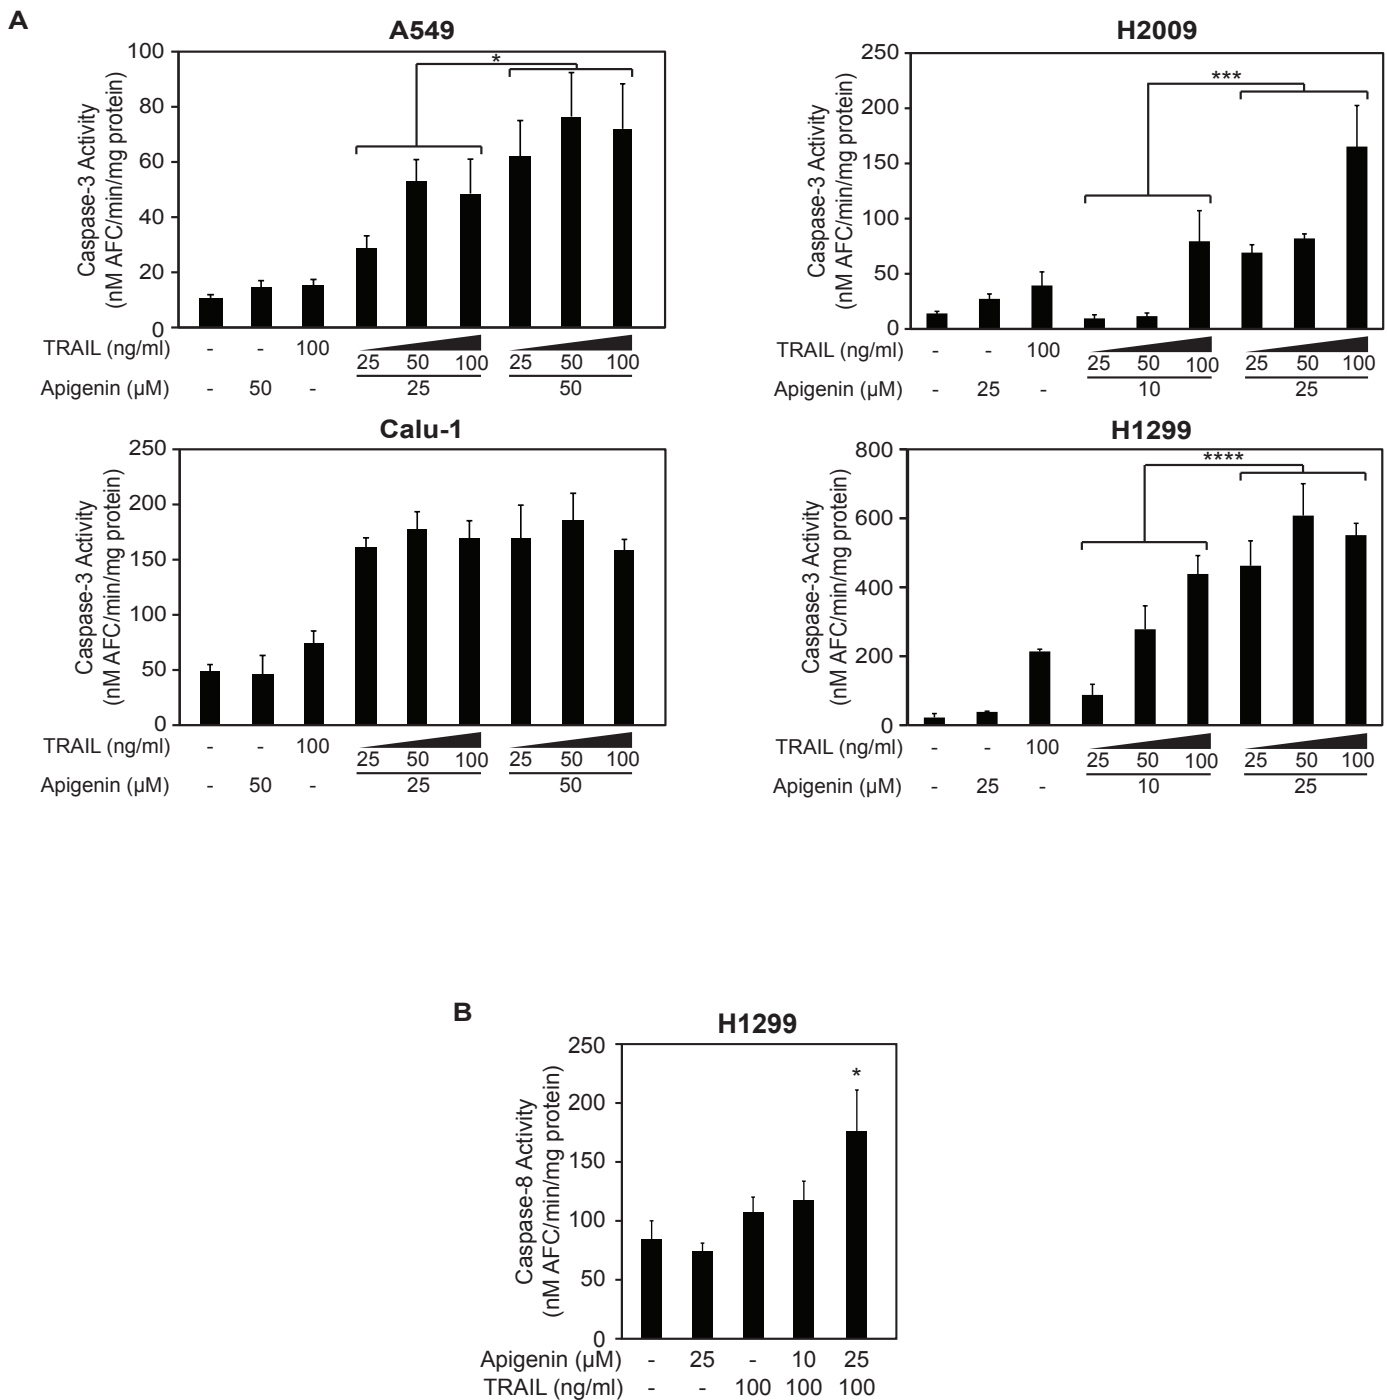 A
A549
Caspase-3 Activity
(nM AFC/min/mg protein)
100
80
60
40
20
0
*
TRAIL (ng/ml) - - 100 25 50 100 25 50 100
Apigenin (µM) - 50 - 25 50
H2009
Caspase-3 Activity
(nM AFC/min/mg protein)
250
200
150
100
50
0
***
TRAIL (ng/ml) - - 100 25 50 100 25 50 100
Apigenin (µM) - 25 - 10 25
Calu-1
Caspase-3 Activity
(nM AFC/min/mg protein)
250
200
150
100
50
0
TRAIL (ng/ml) - - 100 25 50 100 25 50 100
Apigenin (µM) - 50 - 25 50
H1299
Caspase-3 Activity
(nM AFC/min/mg protein)
800
600
400
200
0
****
TRAIL (ng/ml) - - 100 25 50 100 25 50 100
Apigenin (µM) - 25 - 10 25
B
H1299
Caspase-8 Activity
(nM AFC/min/mg protein)
250
200
150
100
50
0
*
Apigenin (µM) - 25 - 10 25
TRAIL (ng/ml) - - 100 100 100